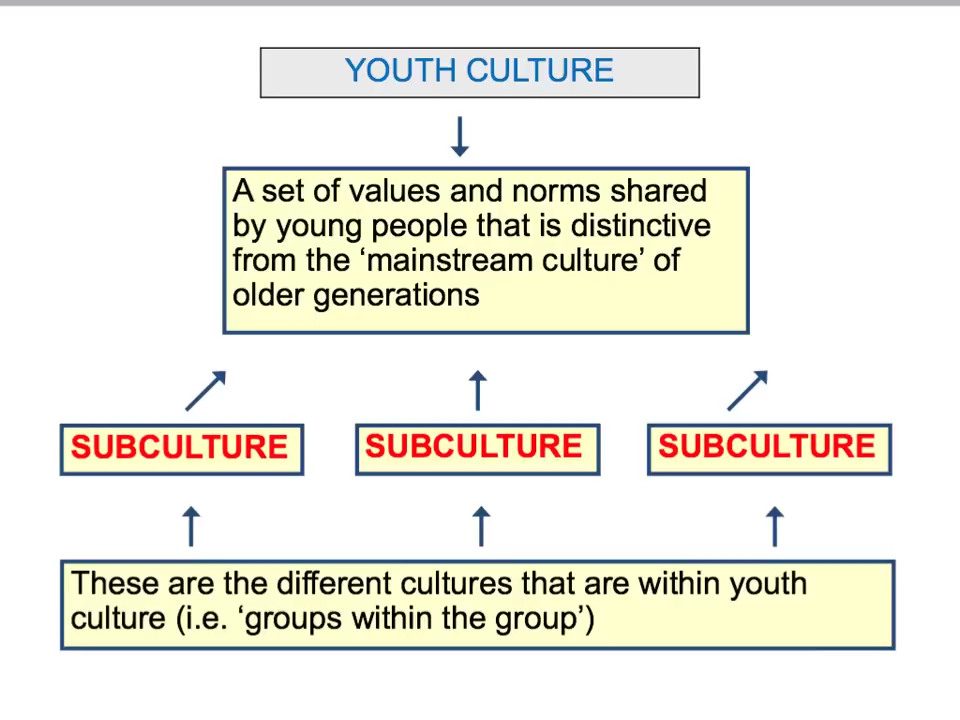 YOUTH CULTURE
A set of values and norms shared
by young people that is distinctive
from the ‘mainstream culture’ of
older generations
SUBCULTURE
SUBCULTURE
SUBCULTURE
These are the different cultures that are within youth
culture (i.e. ‘groups within the group’)